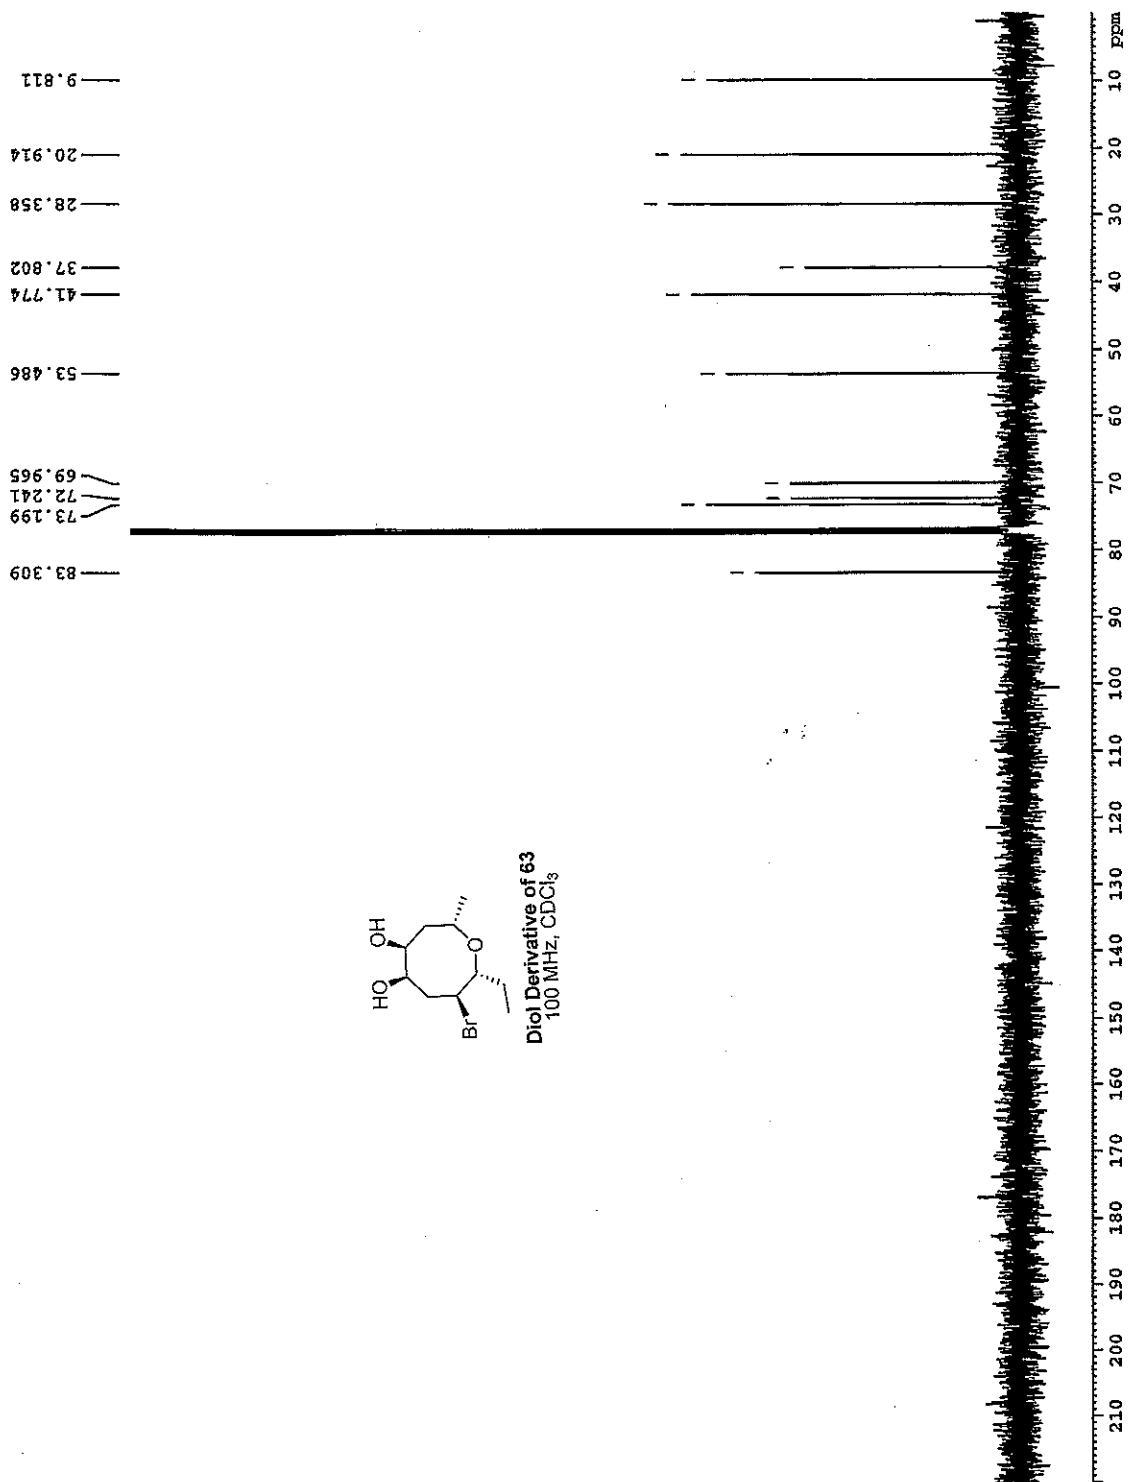 9.811
20.914
28.358
37.802
41.774
53.486
69.965
72.241
73.199
83.309
HO OH
Br O
Diol Derivative of 63
100 MHz, CDCl₃
210 200 190 180 170 160 150 140 130 120 110 100 90 80 70 60 50 40 30 20 10 ppm